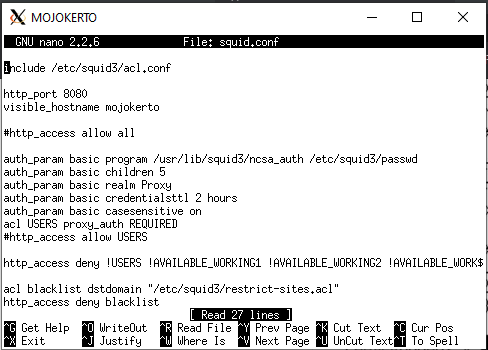 MOJOKERTO
GNU nano 2.2.6 File: squid.conf
include /etc/squid3/acl.conf
http_port 8080
visible_hostname mojokerto
#http_access allow all
auth_param basic program /usr/lib/squid3/ncsa_auth /etc/squid3/passwd
auth_param basic children 5
auth_param basic realm Proxy
auth_param basic credentialsttl 2 hours
auth_param basic casesensitive on
acl USERS proxy_auth REQUIRED
#http_access allow USERS
http_access deny !USERS !AVAILABLE_WORKING1 !AVAILABLE_WORKING2 !AVAILABLE_WORK$
acl blacklist dstdomain "/etc/squid3/restrict-sites.acl"
http_access deny blacklist
[ Read 27 lines ]
^G Get Help ^O WriteOut ^R Read File ^Y Prev Page ^K Cut Text ^C Cur Pos
^X Exit ^J Justify ^W Where Is ^V Next Page ^U UnCut Text ^T To Spell